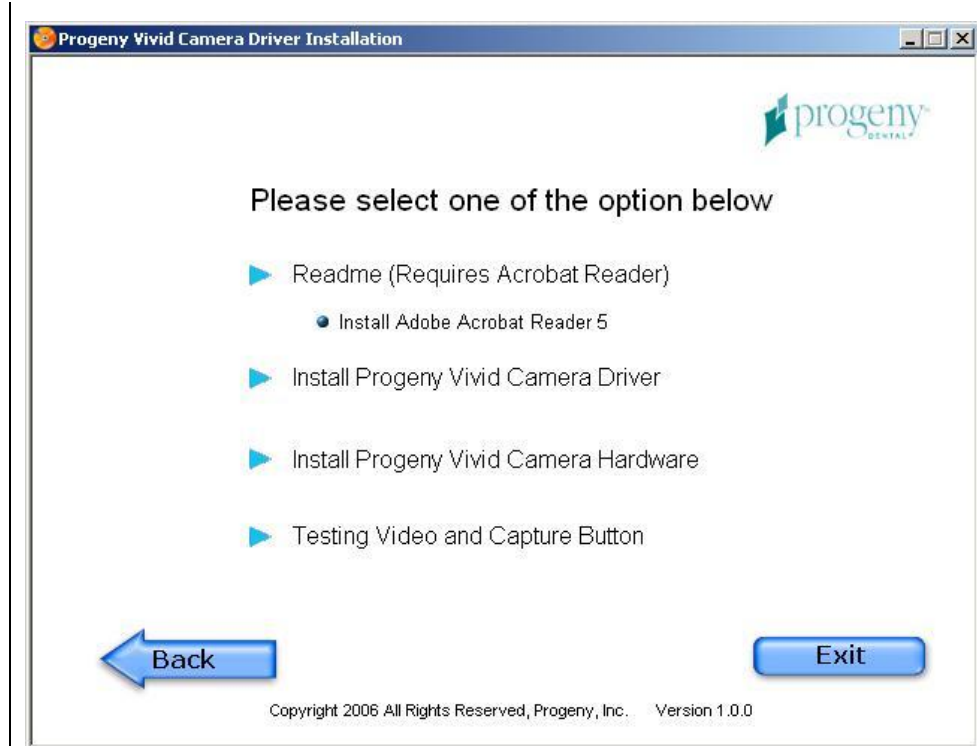 Progeny Vivid Camera Driver Installation
progeny™
DENTAL
Please select one of the option below
Readme (Requires Acrobat Reader)
Install Adobe Acrobat Reader 5
Install Progeny Vivid Camera Driver
Install Progeny Vivid Camera Hardware
Testing Video and Capture Button
Back
Exit
Copyright 2006 All Rights Reserved, Progeny, Inc. Version 1.0.0